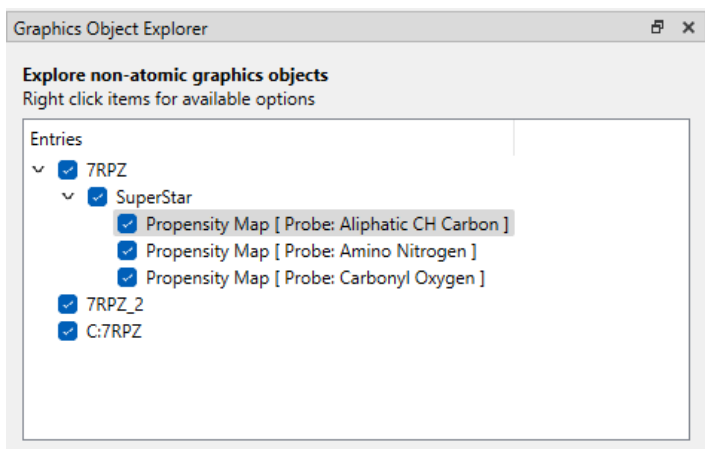 Graphics Object Explorer
Explore non-atomic graphics objects
Right click items for available options
Entries
7RPZ
SuperStar
Propensity Map [ Probe: Aliphatic CH Carbon ]
Propensity Map [ Probe: Amino Nitrogen ]
Propensity Map [ Probe: Carbonyl Oxygen ]
7RPZ_2
C:7RPZ